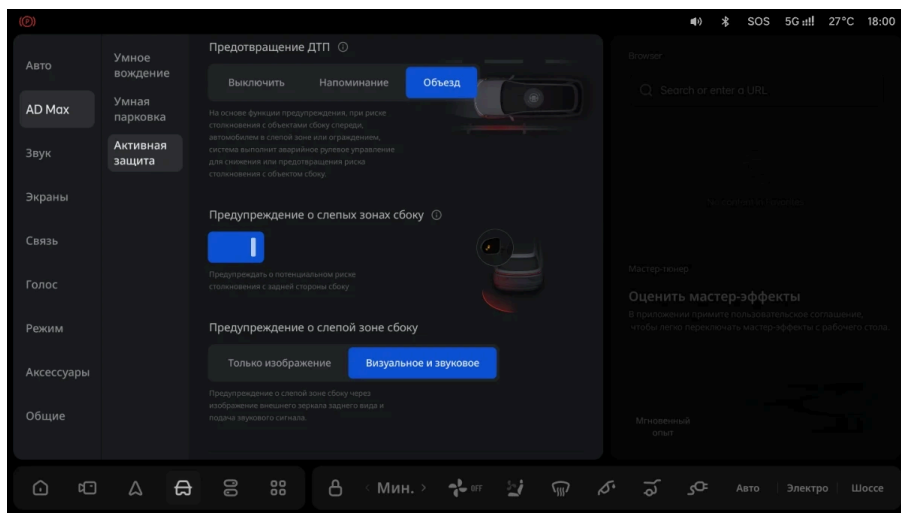 (P)
SOS 5G 27°C 18:00
Авто
AD Max
Звук
Экраны
Связь
Голос
Режим
Аксессуары
Общие
Умное
вождение
Умная
парковка
Активная
защита
Предотвращение ДТП
Выключить Напоминание Объезд
На основе функции предупреждения, при риске
столкновения с объектами сбоку спереди,
автомобилем в слепой зоне или ограждением,
система выполнит аварийное рулевое управление
для снижения или предотвращения риска
столкновения с объектом сбоку.
Предупреждение о слепых зонах сбоку
Предупреждать о потенциальном риске
столкновения с задней стороны сбоку
Предупреждение о слепой зоне сбоку
Только изображение Визуальное и звуковое
Предупреждение о слепой зоне сбоку через
изображение внешнего зеркала заднего вида и
подача звукового сигнала.
Browser
Search or enter a URL
Мастер-тюнер
Оценить мастер-эффекты
В приложении примите пользовательское соглашение,
чтобы легко переключать мастер-эффекты с рабочего стола.
Мгновенный
опыт
< Мин. > OFF Авто Электро Шоссе